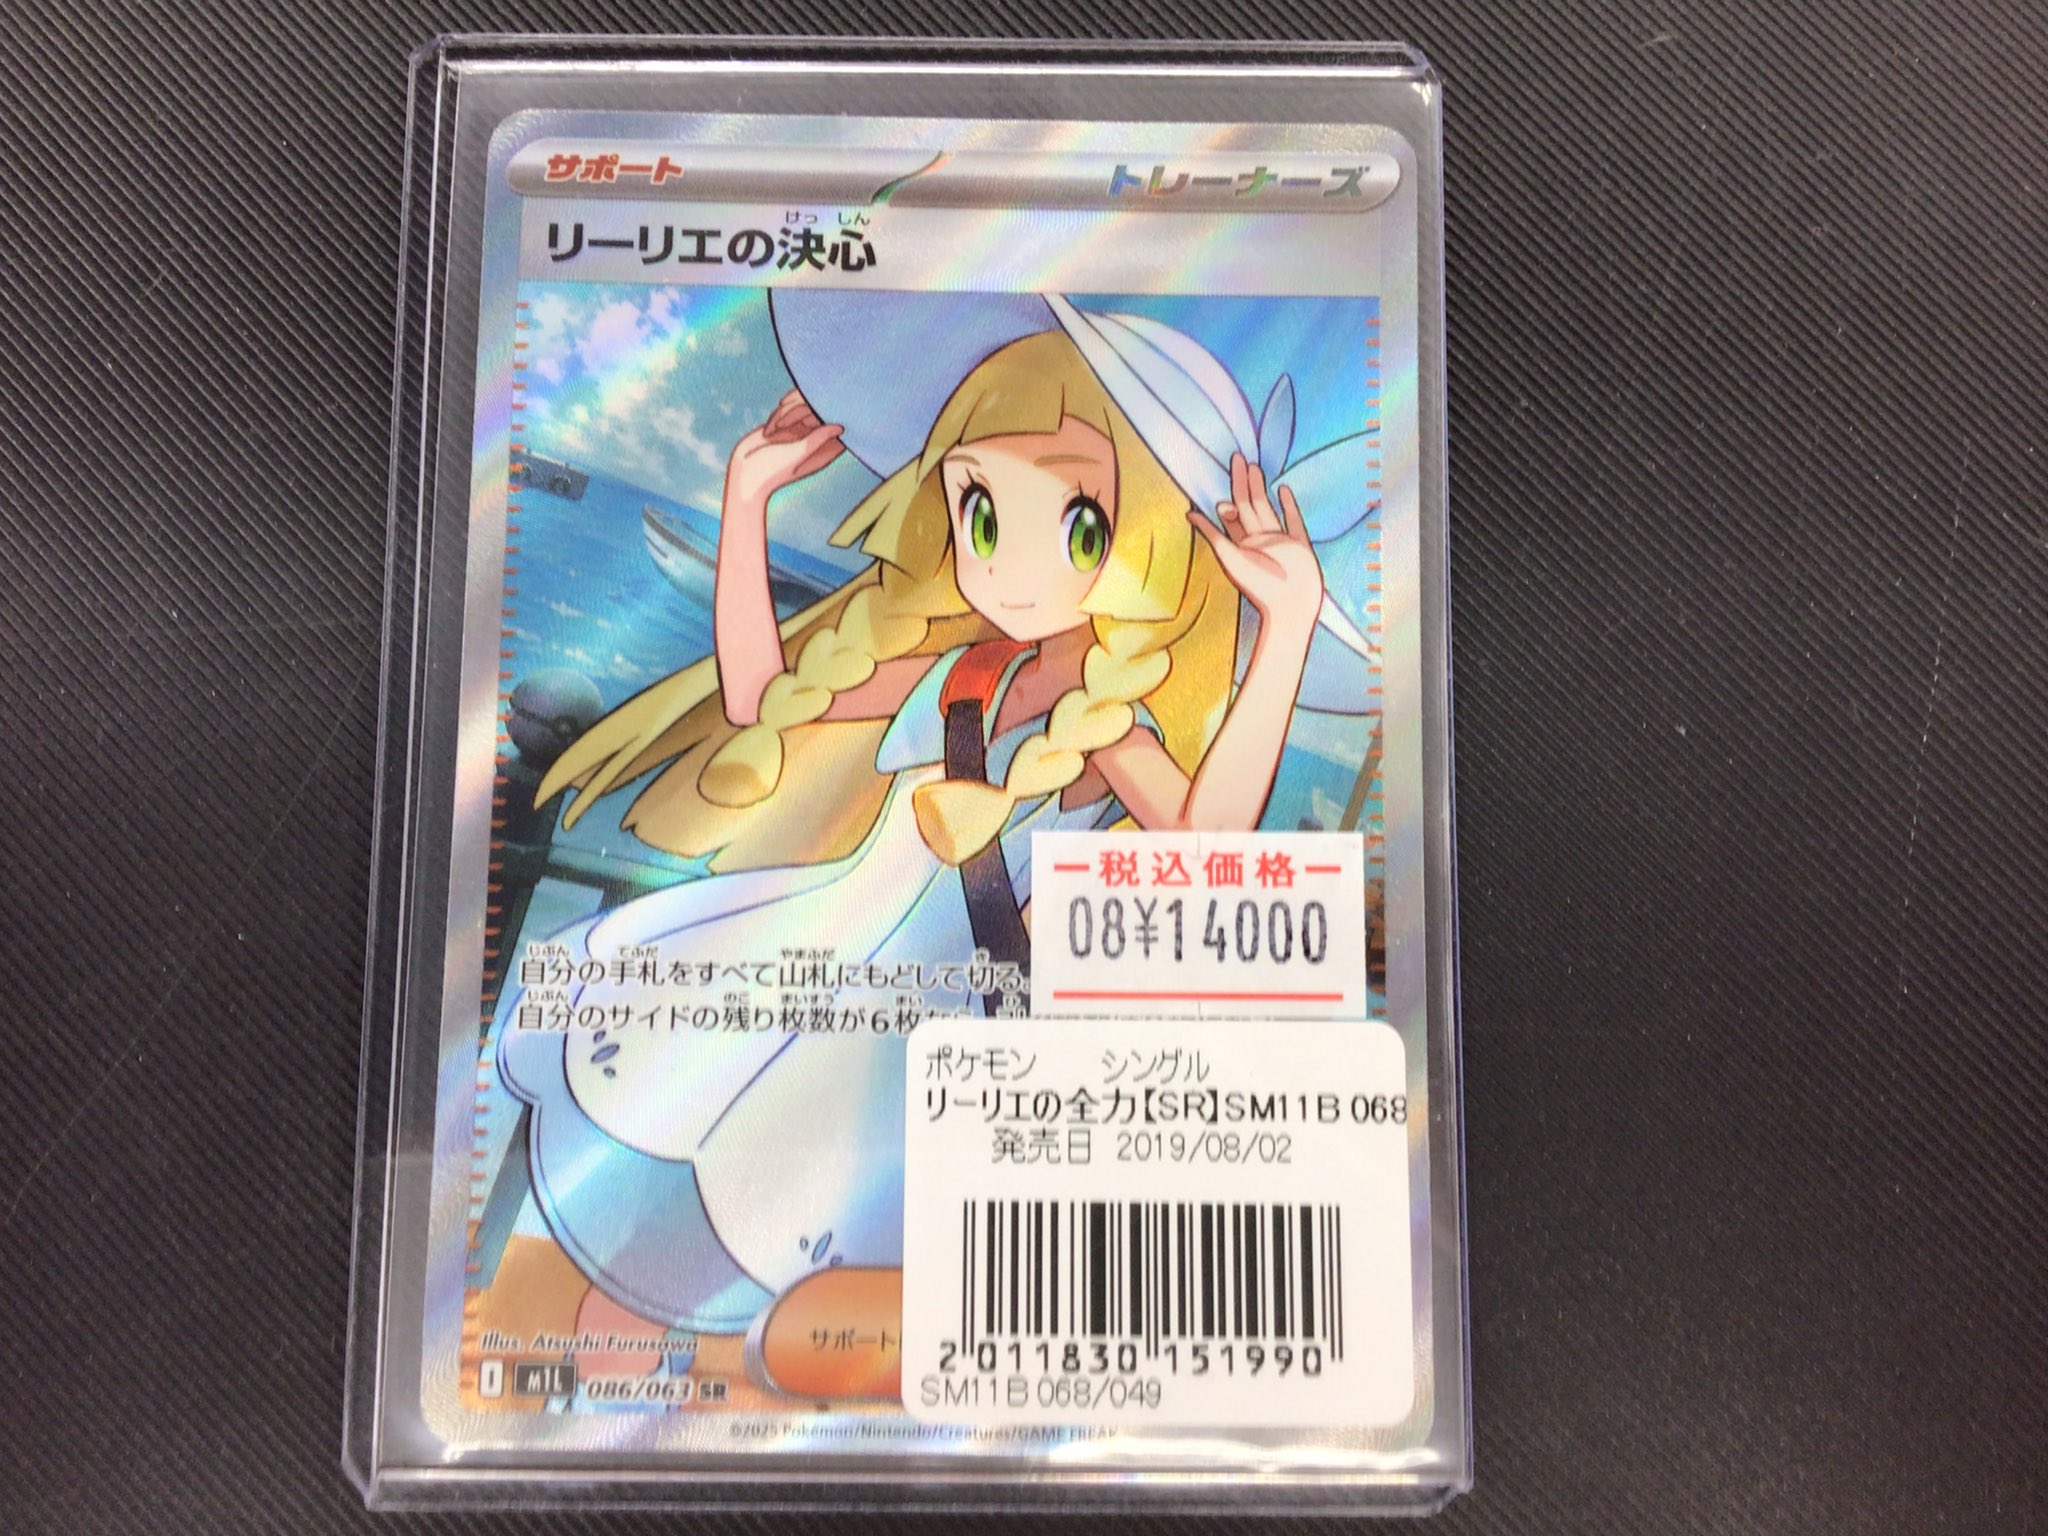 サポート
トレーナーズ
けっしん
リーリエの決心
税込価格
08¥14000
じぶん てふだ やまふだ き
自分の手札をすべて山札にもどして切る。
じぶん のこ まいすう まい
自分のサイドの残り枚数が6枚なら
ポケモン シングル
リーリエの全力【SR】SM11B 068
発売日 2019/08/02
2 011830 151990
SM11B 068/049
サポート
Illus. Atsushi Furusawa
I M1L 086/063 SR
©2025 Pokémon/Nintendo/Creatures/GAME FREAK